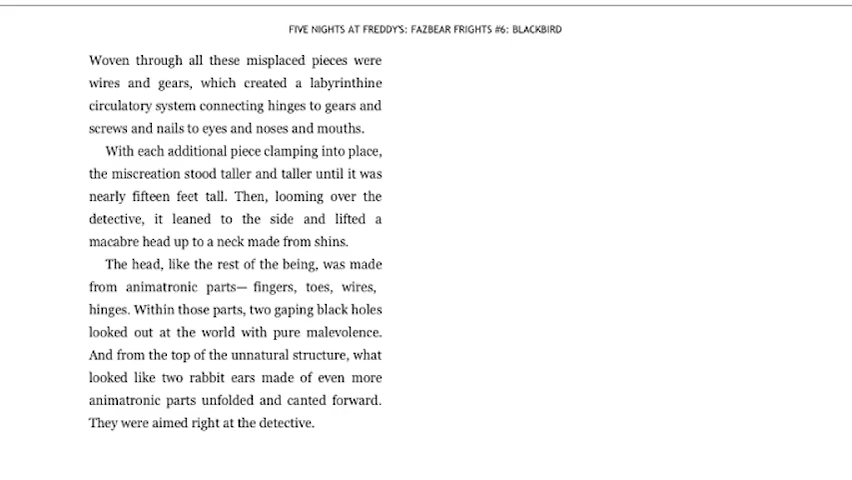 FIVE NIGHTS AT FREDDY'S: FAZBEAR FRIGHTS #6: BLACKBIRD
Woven through all these misplaced pieces were
wires and gears, which created a labyrinthine
circulatory system connecting hinges to gears and
screws and nails to eyes and noses and mouths.
With each additional piece clamping into place,
the miscreation stood taller and taller until it was
nearly fifteen feet tall. Then, looming over the
detective, it leaned to the side and lifted a
macabre head up to a neck made from shins.
The head, like the rest of the being, was made
from animatronic parts— fingers, toes, wires,
hinges. Within those parts, two gaping black holes
looked out at the world with pure malevolence.
And from the top of the unnatural structure, what
looked like two rabbit ears made of even more
animatronic parts unfolded and canted forward.
They were aimed right at the detective.